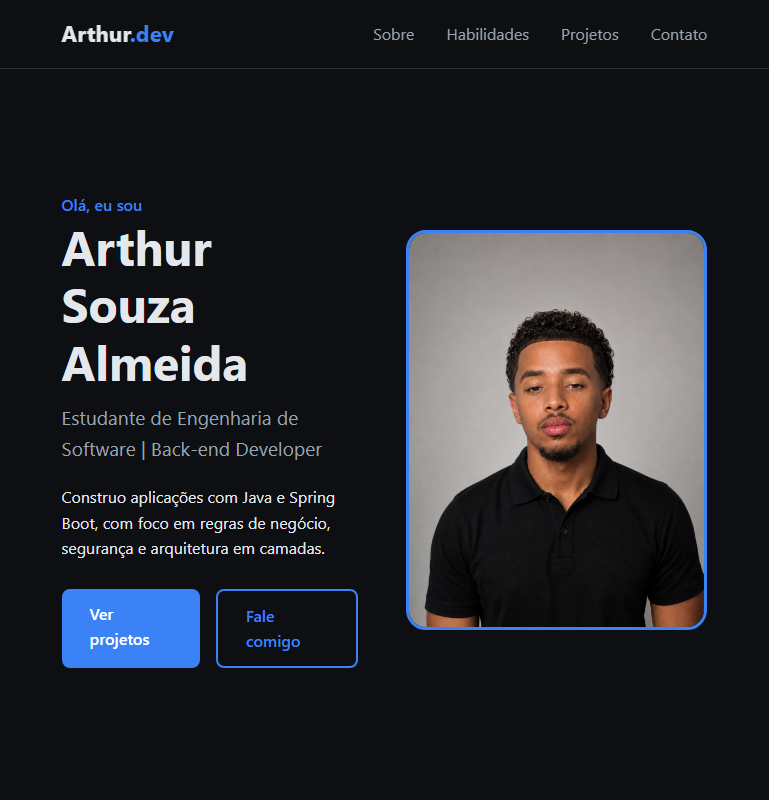 Arthur.dev
Sobre
Habilidades
Projetos
Contato
Olá, eu sou
Arthur
Souza
Almeida
Estudante de Engenharia de
Software | Back-end Developer
Construo aplicações com Java e Spring
Boot, com foco em regras de negócio,
segurança e arquitetura em camadas.
Ver
projetos
Fale
comigo